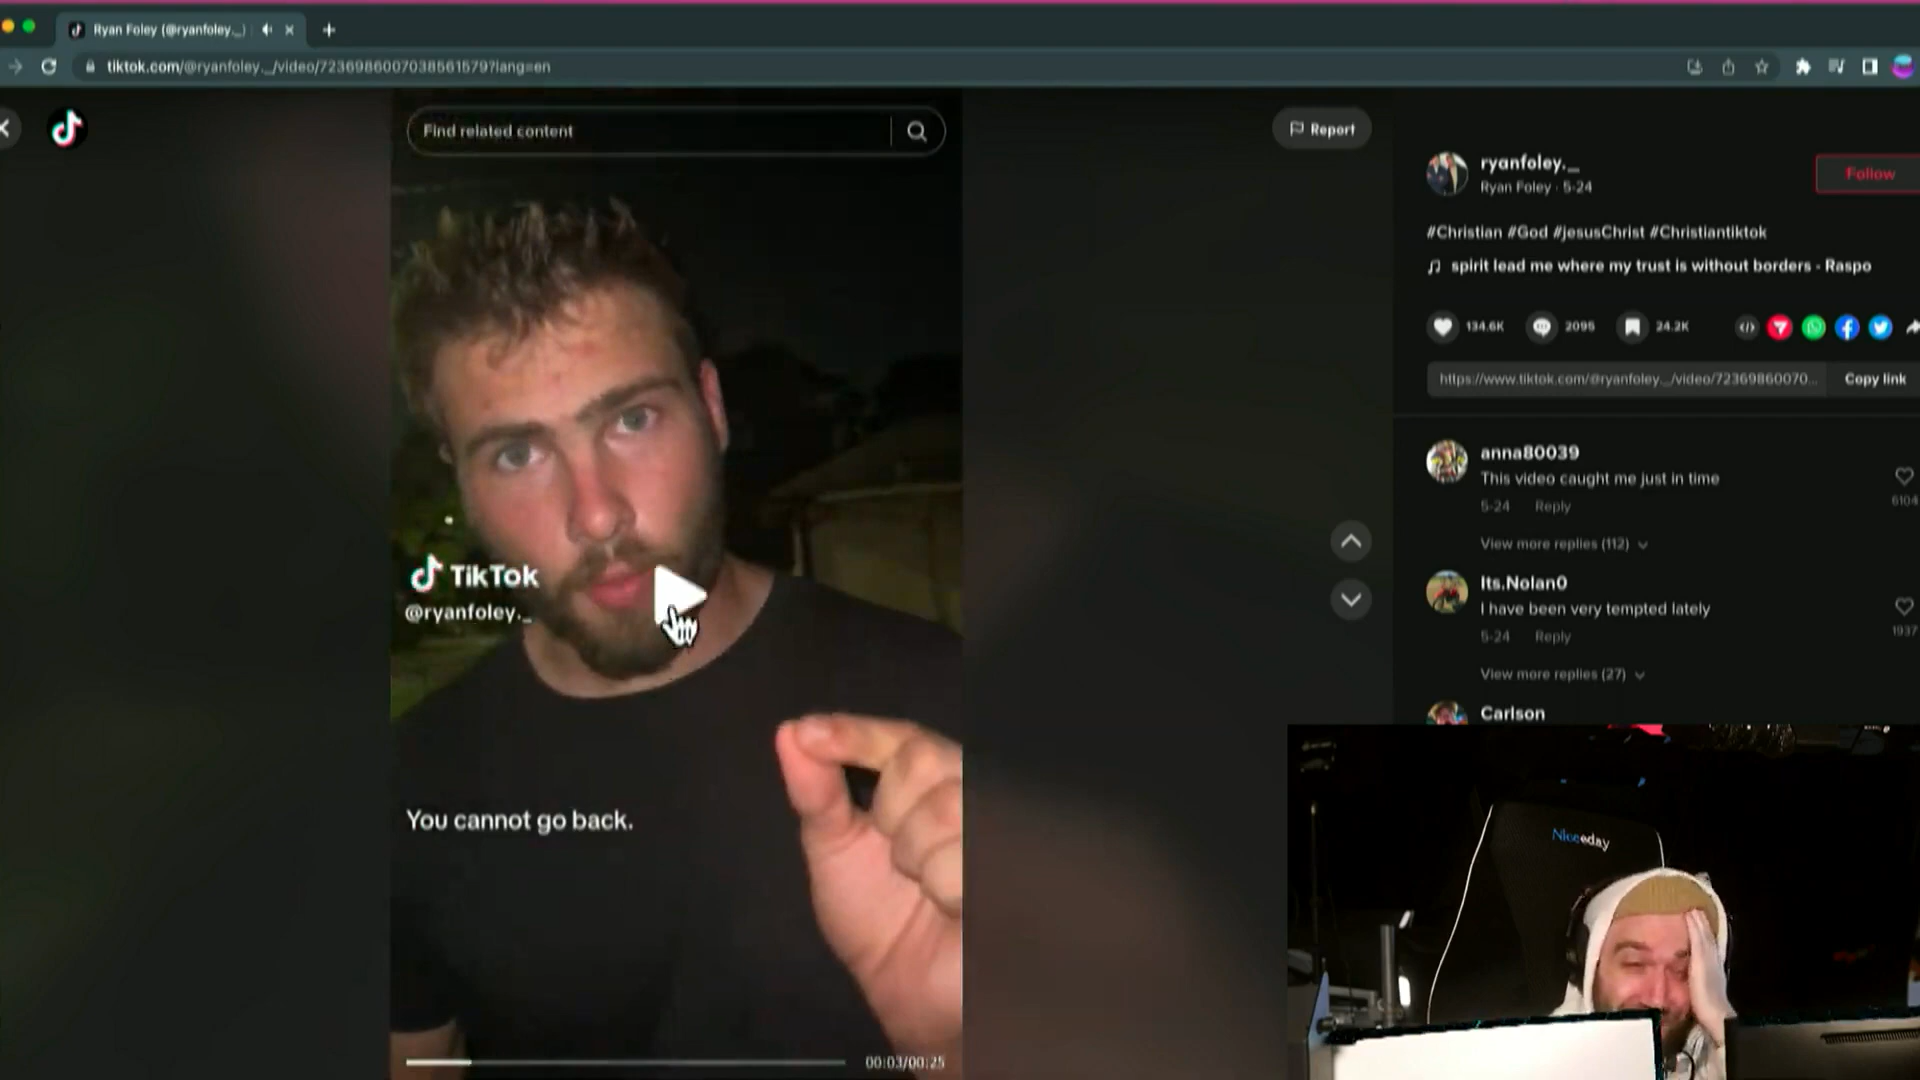 Ryan Foley (@ryanfoley._)
tiktok.com/@ryanfoley._/video/7236986007038561579?lang=en
Find related content
Report
ryanfoley._
Ryan Foley · 5-24
Follow
#Christian #God #jesusChrist #Christiantiktok
spirit lead me where my trust is without borders - Raspo
134.6K
2095
24.2K
https://www.tiktok.com/@ryanfoley._/video/72369860070...
Copy link
anna80039
This video caught me just in time
6104
5-24 Reply
View more replies (112)
Its.Nolan0
I have been very tempted lately
1937
5-24 Reply
View more replies (27)
Carlson
TikTok
@ryanfoley._
You cannot go back.
00:03/00:25
Niceday